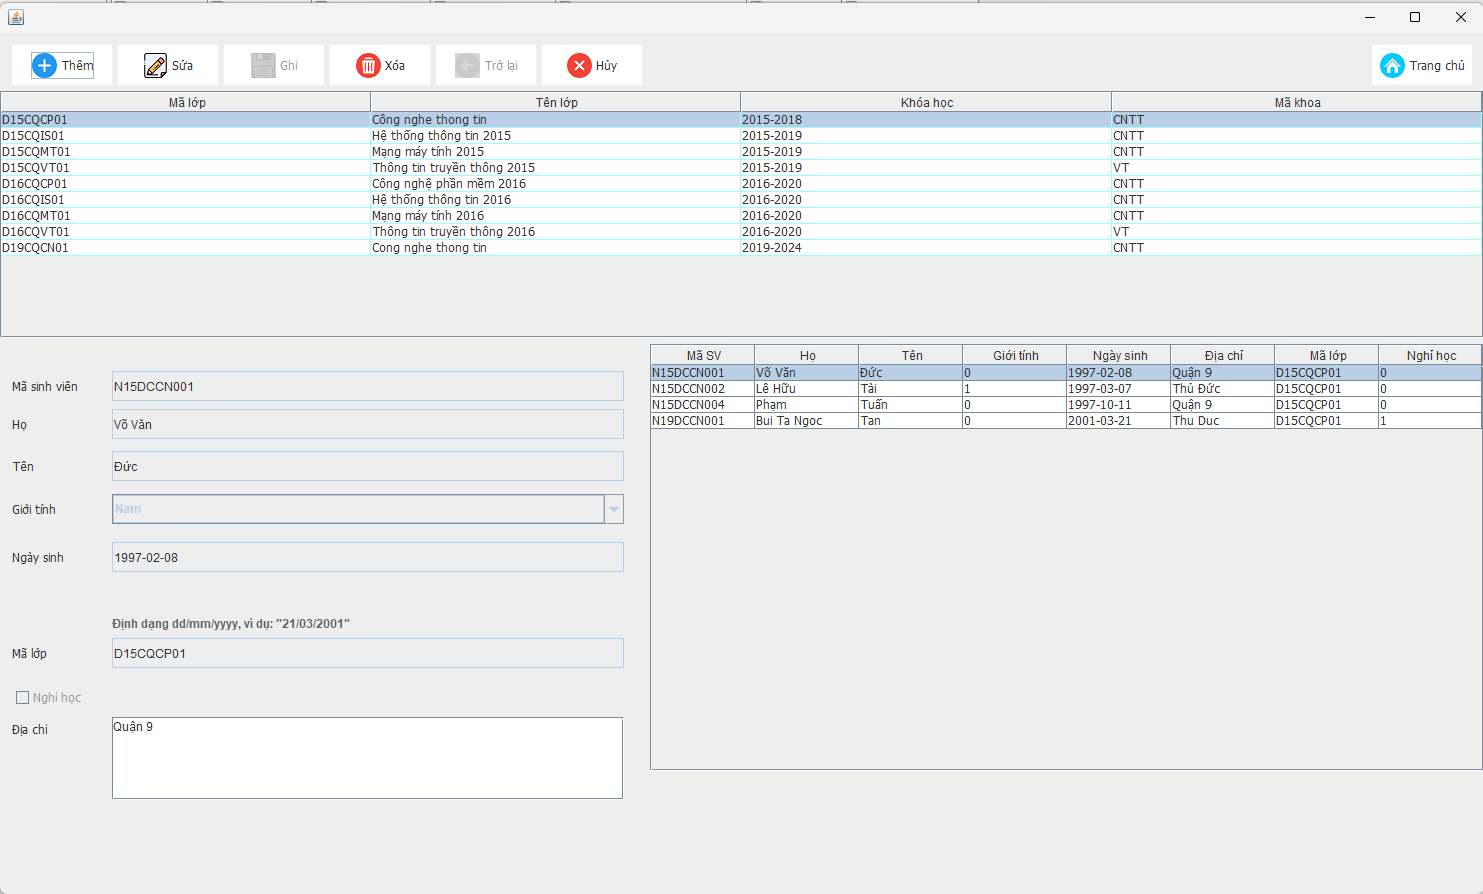 Thêm Sửa Ghi Xóa Trở lại Hủy Trang chủ
Mã lớp Tên lớp Khóa học Mã khoa
D15CQCP01 Công nghe thong tin 2015-2018 CNTT
D15CQIS01 Hệ thống thông tin 2015 2015-2019 CNTT
D15CQMT01 Mạng máy tính 2015 2015-2019 CNTT
D15CQVT01 Thông tin truyền thông 2015 2015-2019 VT
D16CQCP01 Công nghệ phần mềm 2016 2016-2020 CNTT
D16CQIS01 Hệ thống thông tin 2016 2016-2020 CNTT
D16CQMT01 Mạng máy tính 2016 2016-2020 CNTT
D16CQVT01 Thông tin truyền thông 2016 2016-2020 VT
D19CQCN01 Cong nghe thong tin 2019-2024 CNTT
Mã sinh viên N15DCCN001
Họ Võ Văn
Tên Đức
Giới tính Nam
Ngày sinh 1997-02-08
Định dạng dd/mm/yyyy, ví dụ: "21/03/2001"
Mã lớp D15CQCP01
Nghỉ học
Địa chỉ Quận 9
Mã SV Họ Tên Giới tính Ngày sinh Địa chỉ Mã lớp Nghỉ học
N15DCCN001 Võ Văn Đức 0 1997-02-08 Quận 9 D15CQCP01 0
N15DCCN002 Lê Hữu Tài 1 1997-03-07 Thủ Đức D15CQCP01 0
N15DCCN004 Phạm Tuấn 0 1997-10-11 Quận 9 D15CQCP01 0
N19DCCN001 Bui Ta Ngoc Tan 0 2001-03-21 Thu Duc D15CQCP01 1